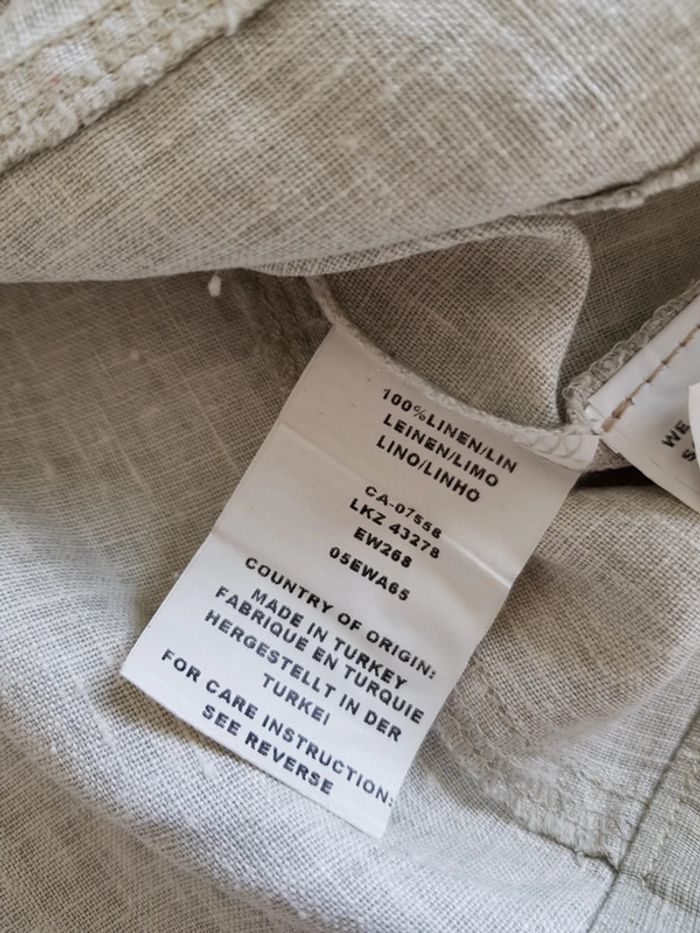 100%LINEN/LIN
LEINEN/LIMO
LINO/LINHO
CA-07558
LKZ 43278
EW268
05EWA65
COUNTRY OF ORIGIN:
MADE IN TURKEY
FABRIQUE EN TURQUIE
HERGESTELLT IN DER
TURKEI
FOR CARE INSTRUCTION:
SEE REVERSE
WE
S